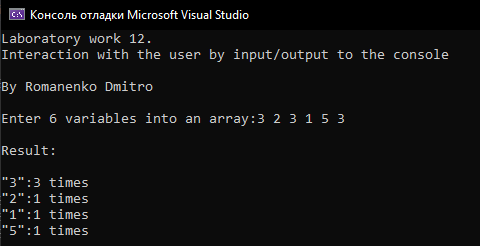 Консоль отладки Microsoft Visual Studio
Laboratory work 12.
Interaction with the user by input/output to the console
By Romanenko Dmitro
Enter 6 variables into an array:3 2 3 1 5 3
Result:
"3":3 times
"2":1 times
"1":1 times
"5":1 times